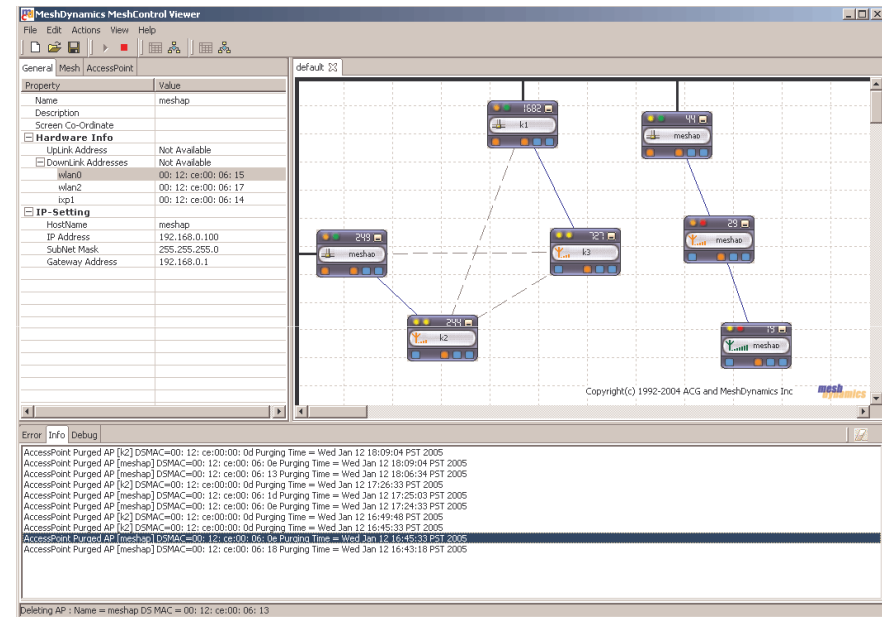 MeshDynamics MeshControl Viewer
File Edit Actions View Help
General Mesh AccessPoint
default
Property Value
Name meshap
Description
Screen Co-Ordinate
Hardware Info
UpLink Address Not Available
DownLink Addresses Not Available
wlan0 00: 12: ce:00: 06: 15
wlan2 00: 12: ce:00: 06: 17
ixp1 00: 12: ce:00: 06: 14
IP-Setting
HostName meshap
IP Address 192.168.0.100
SubNet Mask 255.255.255.0
Gateway Address 192.168.0.1
1682
k1
44
meshap
249
meshap
727
k3
29
meshap
244
k2
19
meshap
Copyright(c) 1992-2004 ACG and MeshDynamics Inc
mesh dynamics
Error Info Debug
AccessPoint Purged AP [k2] DSMAC=00: 12: ce:00:00: 0d Purging Time = Wed Jan 12 18:09:04 PST 2005
AccessPoint Purged AP [meshap] DSMAC=00: 12: ce:00: 06: 0e Purging Time = Wed Jan 12 18:09:04 PST 2005
AccessPoint Purged AP [meshap] DSMAC=00: 12: ce:00: 06: 13 Purging Time = Wed Jan 12 18:06:34 PST 2005
AccessPoint Purged AP [k2] DSMAC=00: 12: ce:00:00: 0d Purging Time = Wed Jan 12 17:26:33 PST 2005
AccessPoint Purged AP [meshap] DSMAC=00: 12: ce:00: 06: 1d Purging Time = Wed Jan 12 17:25:03 PST 2005
AccessPoint Purged AP [meshap] DSMAC=00: 12: ce:00: 06: 0e Purging Time = Wed Jan 12 17:24:33 PST 2005
AccessPoint Purged AP [k2] DSMAC=00: 12: ce:00:00: 0d Purging Time = Wed Jan 12 16:49:48 PST 2005
AccessPoint Purged AP [k2] DSMAC=00: 12: ce:00:00: 0d Purging Time = Wed Jan 12 16:45:33 PST 2005
AccessPoint Purged AP [meshap] DSMAC=00: 12: ce:00: 06: 0e Purging Time = Wed Jan 12 16:45:33 PST 2005
AccessPoint Purged AP [meshap] DSMAC=00: 12: ce:00: 06: 18 Purging Time = Wed Jan 12 16:43:18 PST 2005
Deleting AP : Name = meshap DS MAC = 00: 12: ce:00: 06: 13